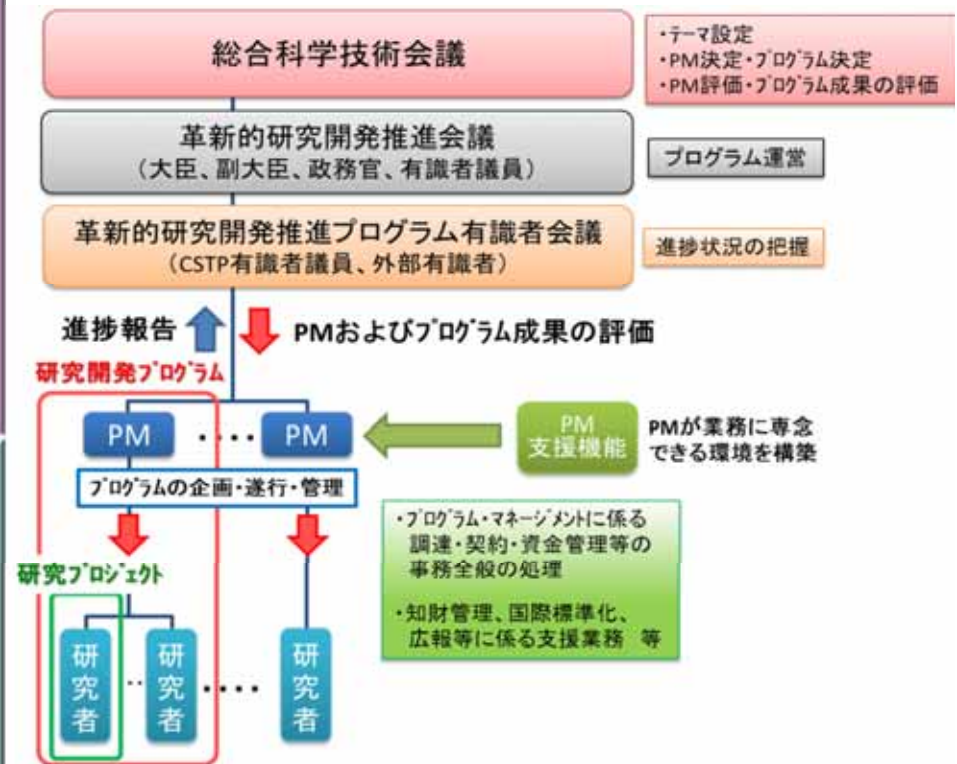 総合科学技術会議
・ﾃｰﾏ設定
・PM決定・ﾌﾟﾛｸﾞﾗﾑ決定
・PM評価・ﾌﾟﾛｸﾞﾗﾑ成果の評価
革新的研究開発推進会議
（大臣、副大臣、政務官、有識者議員）
プログラム運営
革新的研究開発推進プログラム有識者会議
（CSTP有識者議員、外部有識者）
進捗状況の把握
進捗報告
PMおよびﾌﾟﾛｸﾞﾗﾑ成果の評価
研究開発ﾌﾟﾛｸﾞﾗﾑ
PM
‥‥
PM
PM
支援機能
PMが業務に専念
できる環境を構築
ﾌﾟﾛｸﾞﾗﾑの企画・遂行・管理
・ﾌﾟﾛｸﾞﾗﾑ・ﾏﾈｰｼﾞﾒﾝﾄに係る
調達・契約・資金管理等の
事務全般の処理
・知財管理、国際標準化、
広報等に係る支援業務　等
研究ﾌﾟﾛｼﾞｪｸﾄ
研究者
‥
研究者
‥‥
研究者